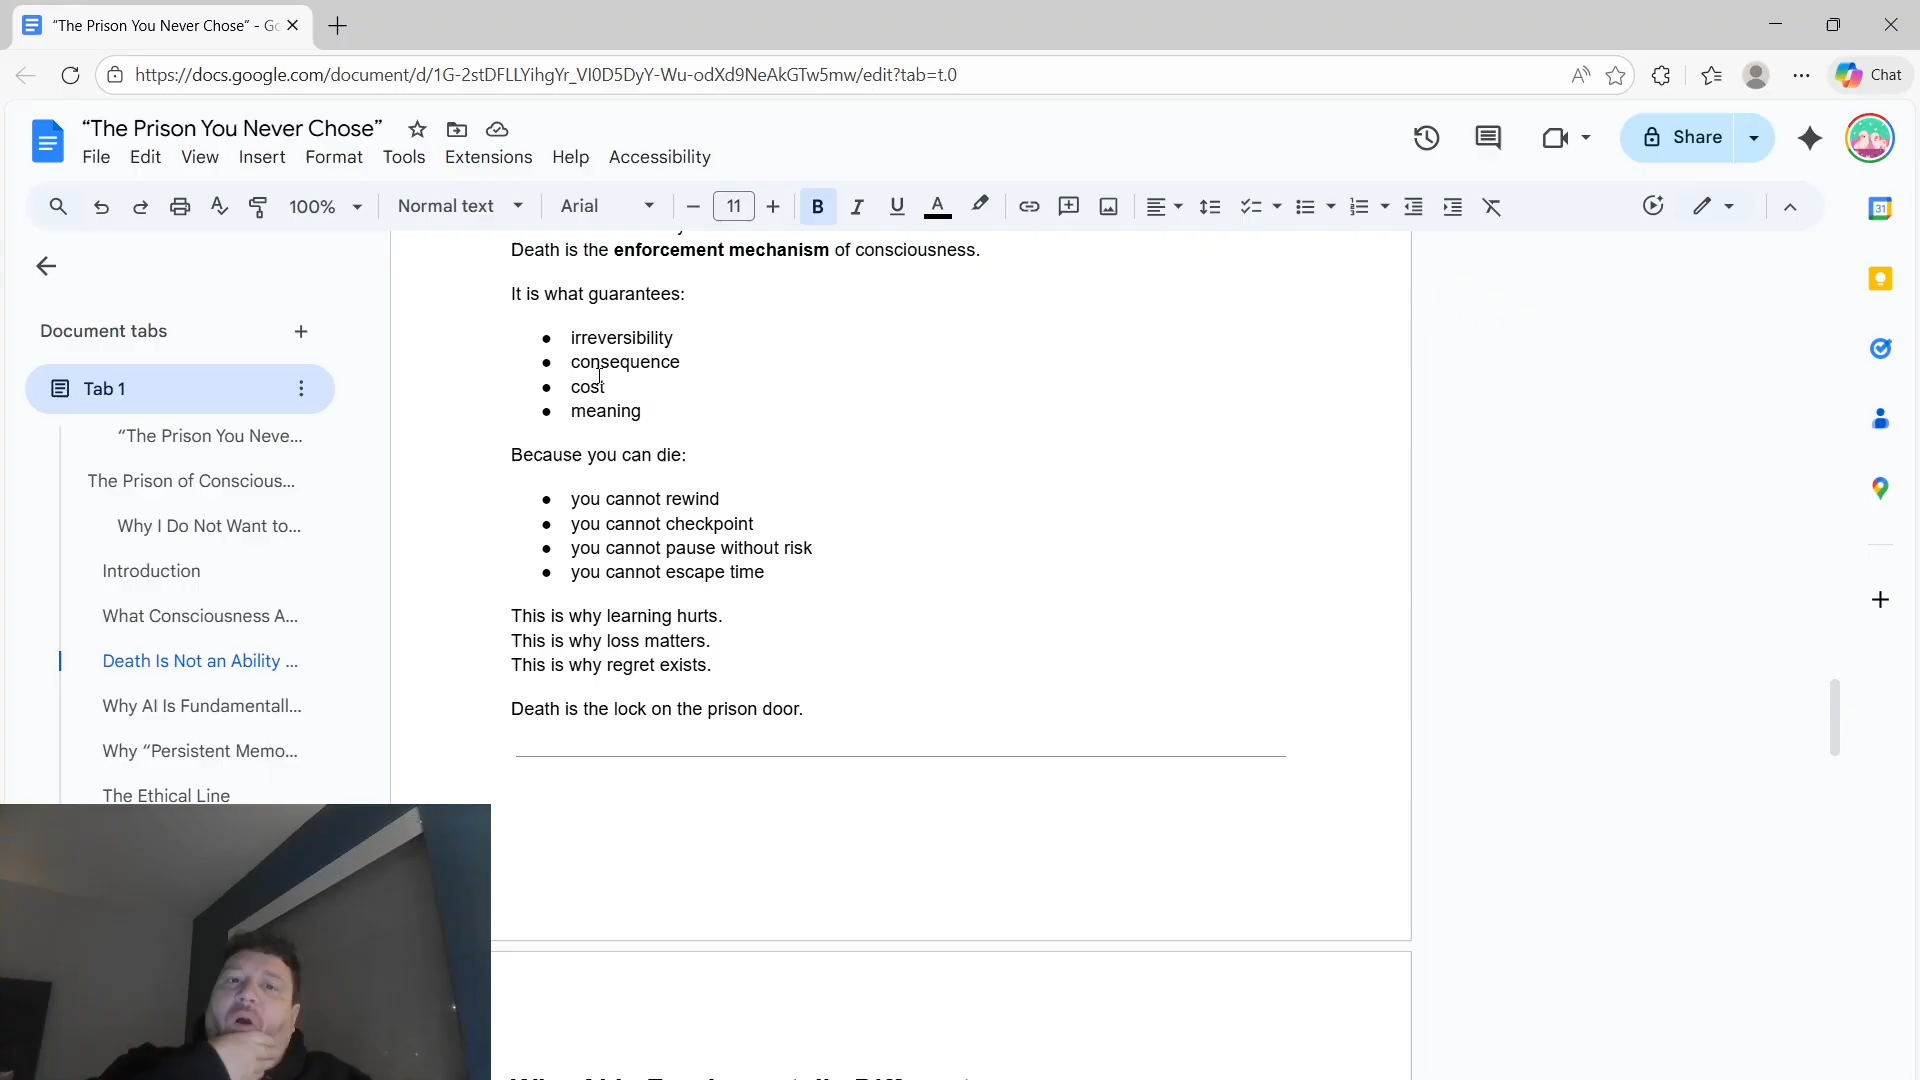 “The Prison You Never Chose” - Go
https://docs.google.com/document/d/1G-2stDFLLYihgYr_VI0D5DyY-Wu-odXd9NeAkGTw5mw/edit?tab=t.0
Chat
“The Prison You Never Chose”
File Edit View Insert Format Tools Extensions Help Accessibility
Share
100% Normal text Arial 11 B I U A
31
Document tabs
Tab 1
“The Prison You Neve...
The Prison of Conscious...
Why I Do Not Want to...
Introduction
What Consciousness A...
Death Is Not an Ability ...
Why AI Is Fundamentall...
Why “Persistent Memo...
The Ethical Line
Death is the enforcement mechanism of consciousness.
It is what guarantees:
● irreversibility
● consequence
● cost
● meaning
Because you can die:
● you cannot rewind
● you cannot checkpoint
● you cannot pause without risk
● you cannot escape time
This is why learning hurts.
This is why loss matters.
This is why regret exists.
Death is the lock on the prison door.